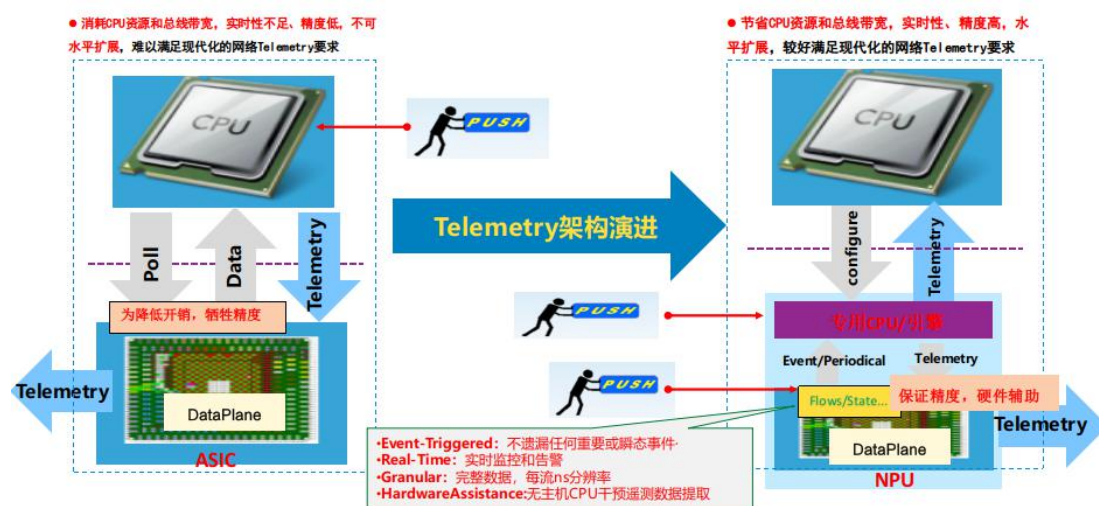 ● 消耗CPU资源和总线带宽，实时性不足、精度低，不可
水平扩展，难以满足现代化的网络Telemetry要求
● 节省CPU资源和总线带宽，实时性、精度高，水
平扩展，较好满足现代化的网络Telemetry要求
CPU
PUSH
CPU
Telemetry架构演进
Poll
Data
Telemetry
configure
Telemetry
为降低开销，牺牲精度
PUSH
专用CPU/引擎
Event/Periodical
Telemetry
PUSH
Telemetry
Flows/State...
保证精度，硬件辅助
DataPlane
Telemetry
DataPlane
ASIC
NPU
•Event-Triggered：不遗漏任何重要或瞬态事件·
•Real-Time：实时监控和告警
•Granular：完整数据，每流ns分辨率
•HardwareAssistance:无主机CPU干预遥测数据提取